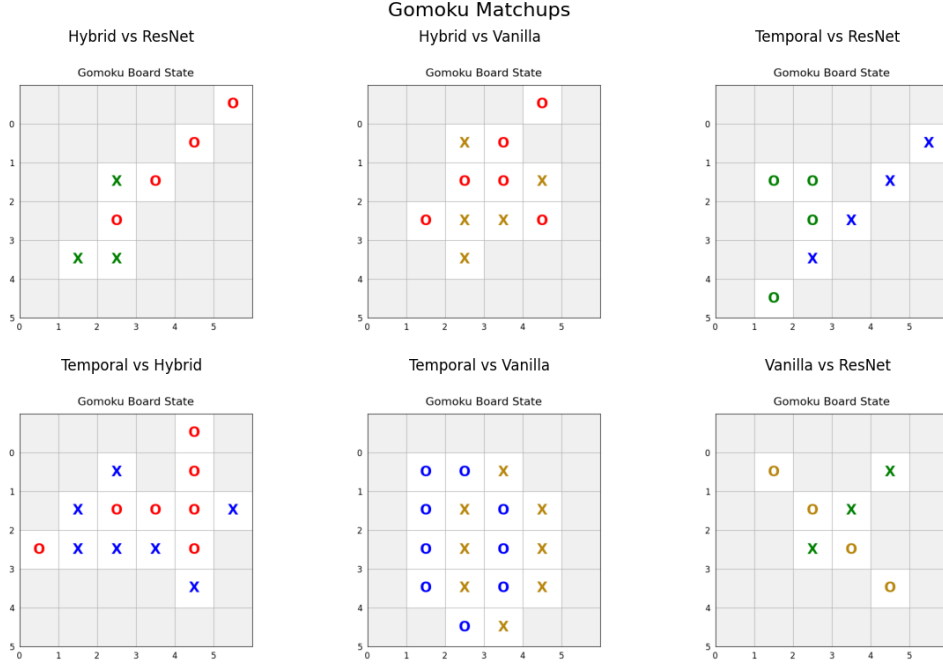 Gomoku Matchups
Hybrid vs ResNet
Gomoku Board State
O
0
O
1
X O
2
O
3
X X
4
5
0 1 2 3 4 5
Hybrid vs Vanilla
Gomoku Board State
O
0
X O
1
O O X
2
O X X O
3
X
4
5
0 1 2 3 4 5
Temporal vs ResNet
Gomoku Board State
0
X
1
O O X
2
O X
3
X
4
O
5
0 1 2 3 4 5
Temporal vs Hybrid
Gomoku Board State
O
0
X O
1
X O O O X
2
O X X X O
3
X
4
5
0 1 2 3 4 5
Temporal vs Vanilla
Gomoku Board State
0
O O X
1
O X O X
2
O X O X
3
O X O X
4
O X
5
0 1 2 3 4 5
Vanilla vs ResNet
Gomoku Board State
0
O X
1
O X
2
X O
3
O
4
5
0 1 2 3 4 5